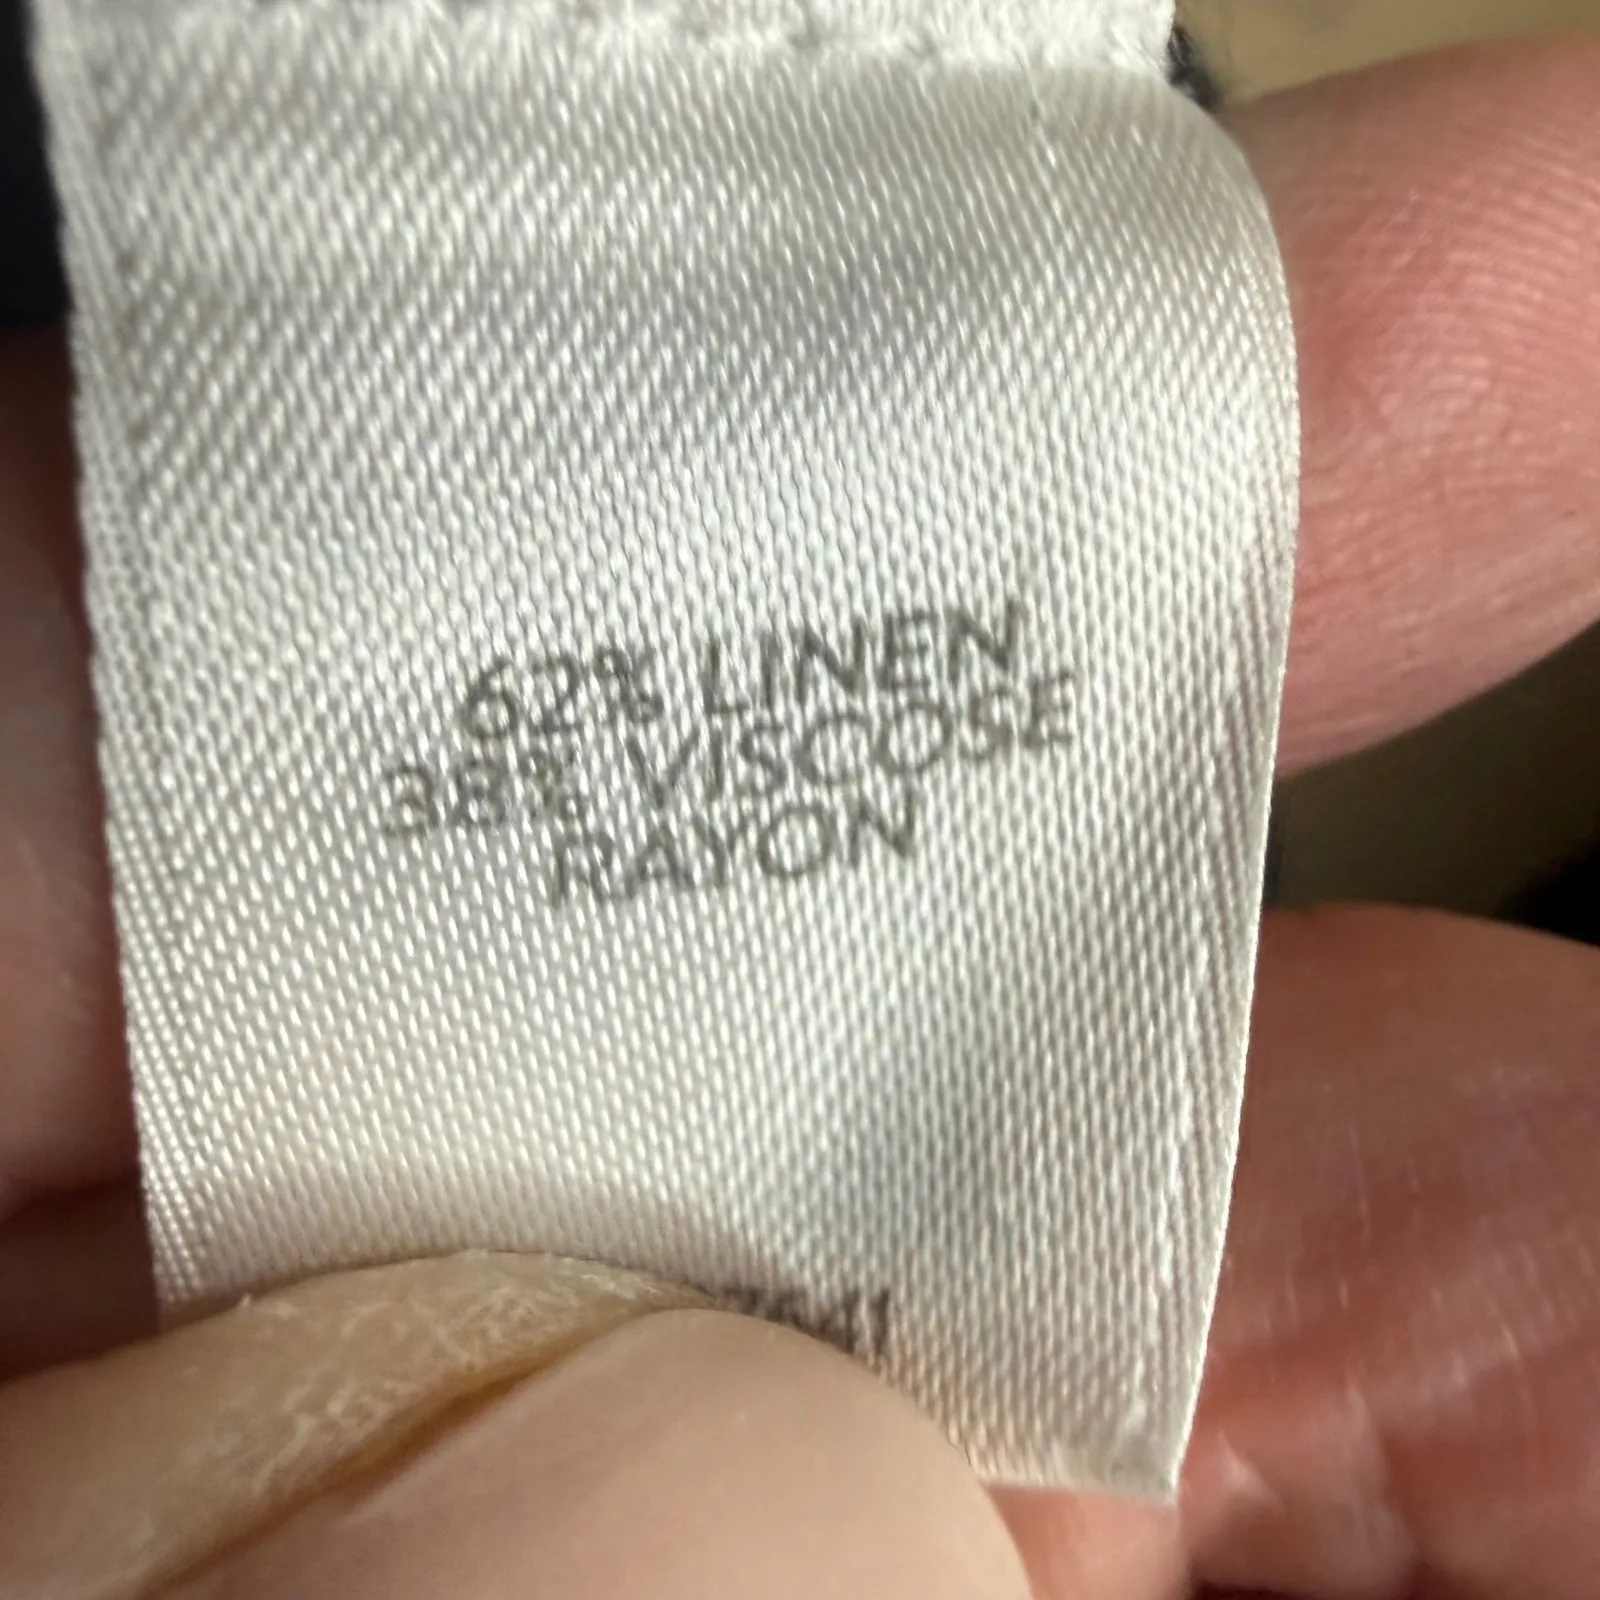 62% LINEN
38% VISCOSE
RAYON